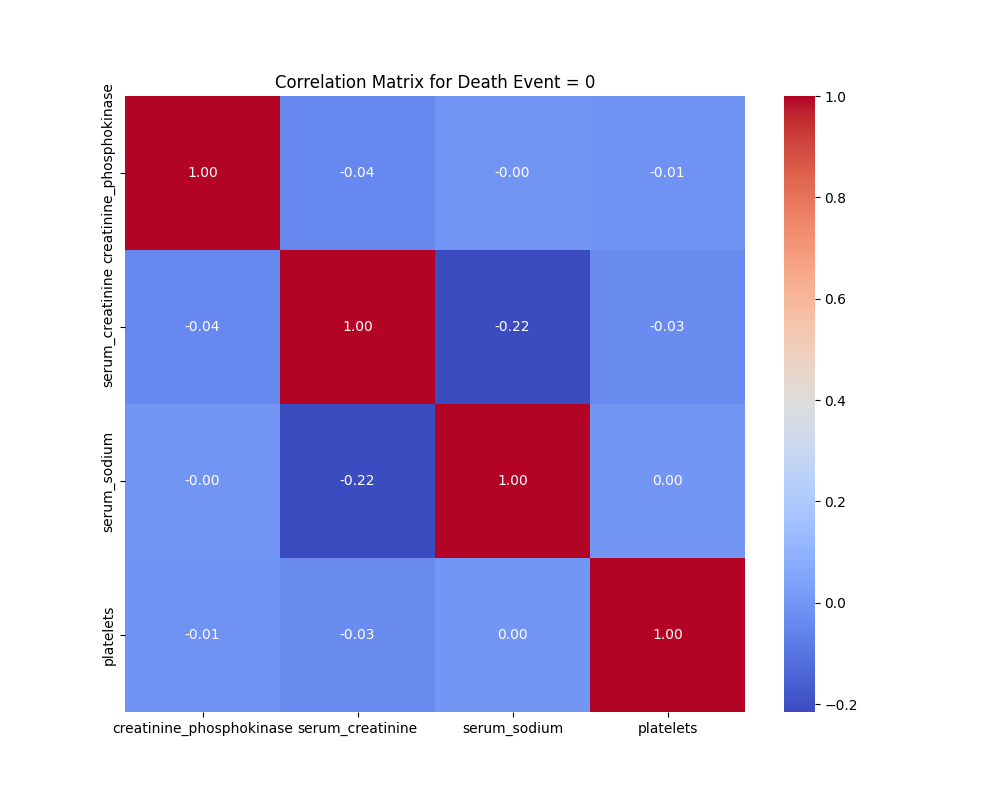 Correlation Matrix for Death Event = 0
creatinine_phosphokinase
1.00 -0.04 -0.00 -0.01
serum_creatinine
-0.04 1.00 -0.22 -0.03
serum_sodium
-0.00 -0.22 1.00 0.00
platelets
-0.01 -0.03 0.00 1.00
creatinine_phosphokinase serum_creatinine serum_sodium platelets
1.0
0.8
0.6
0.4
0.2
0.0
−0.2